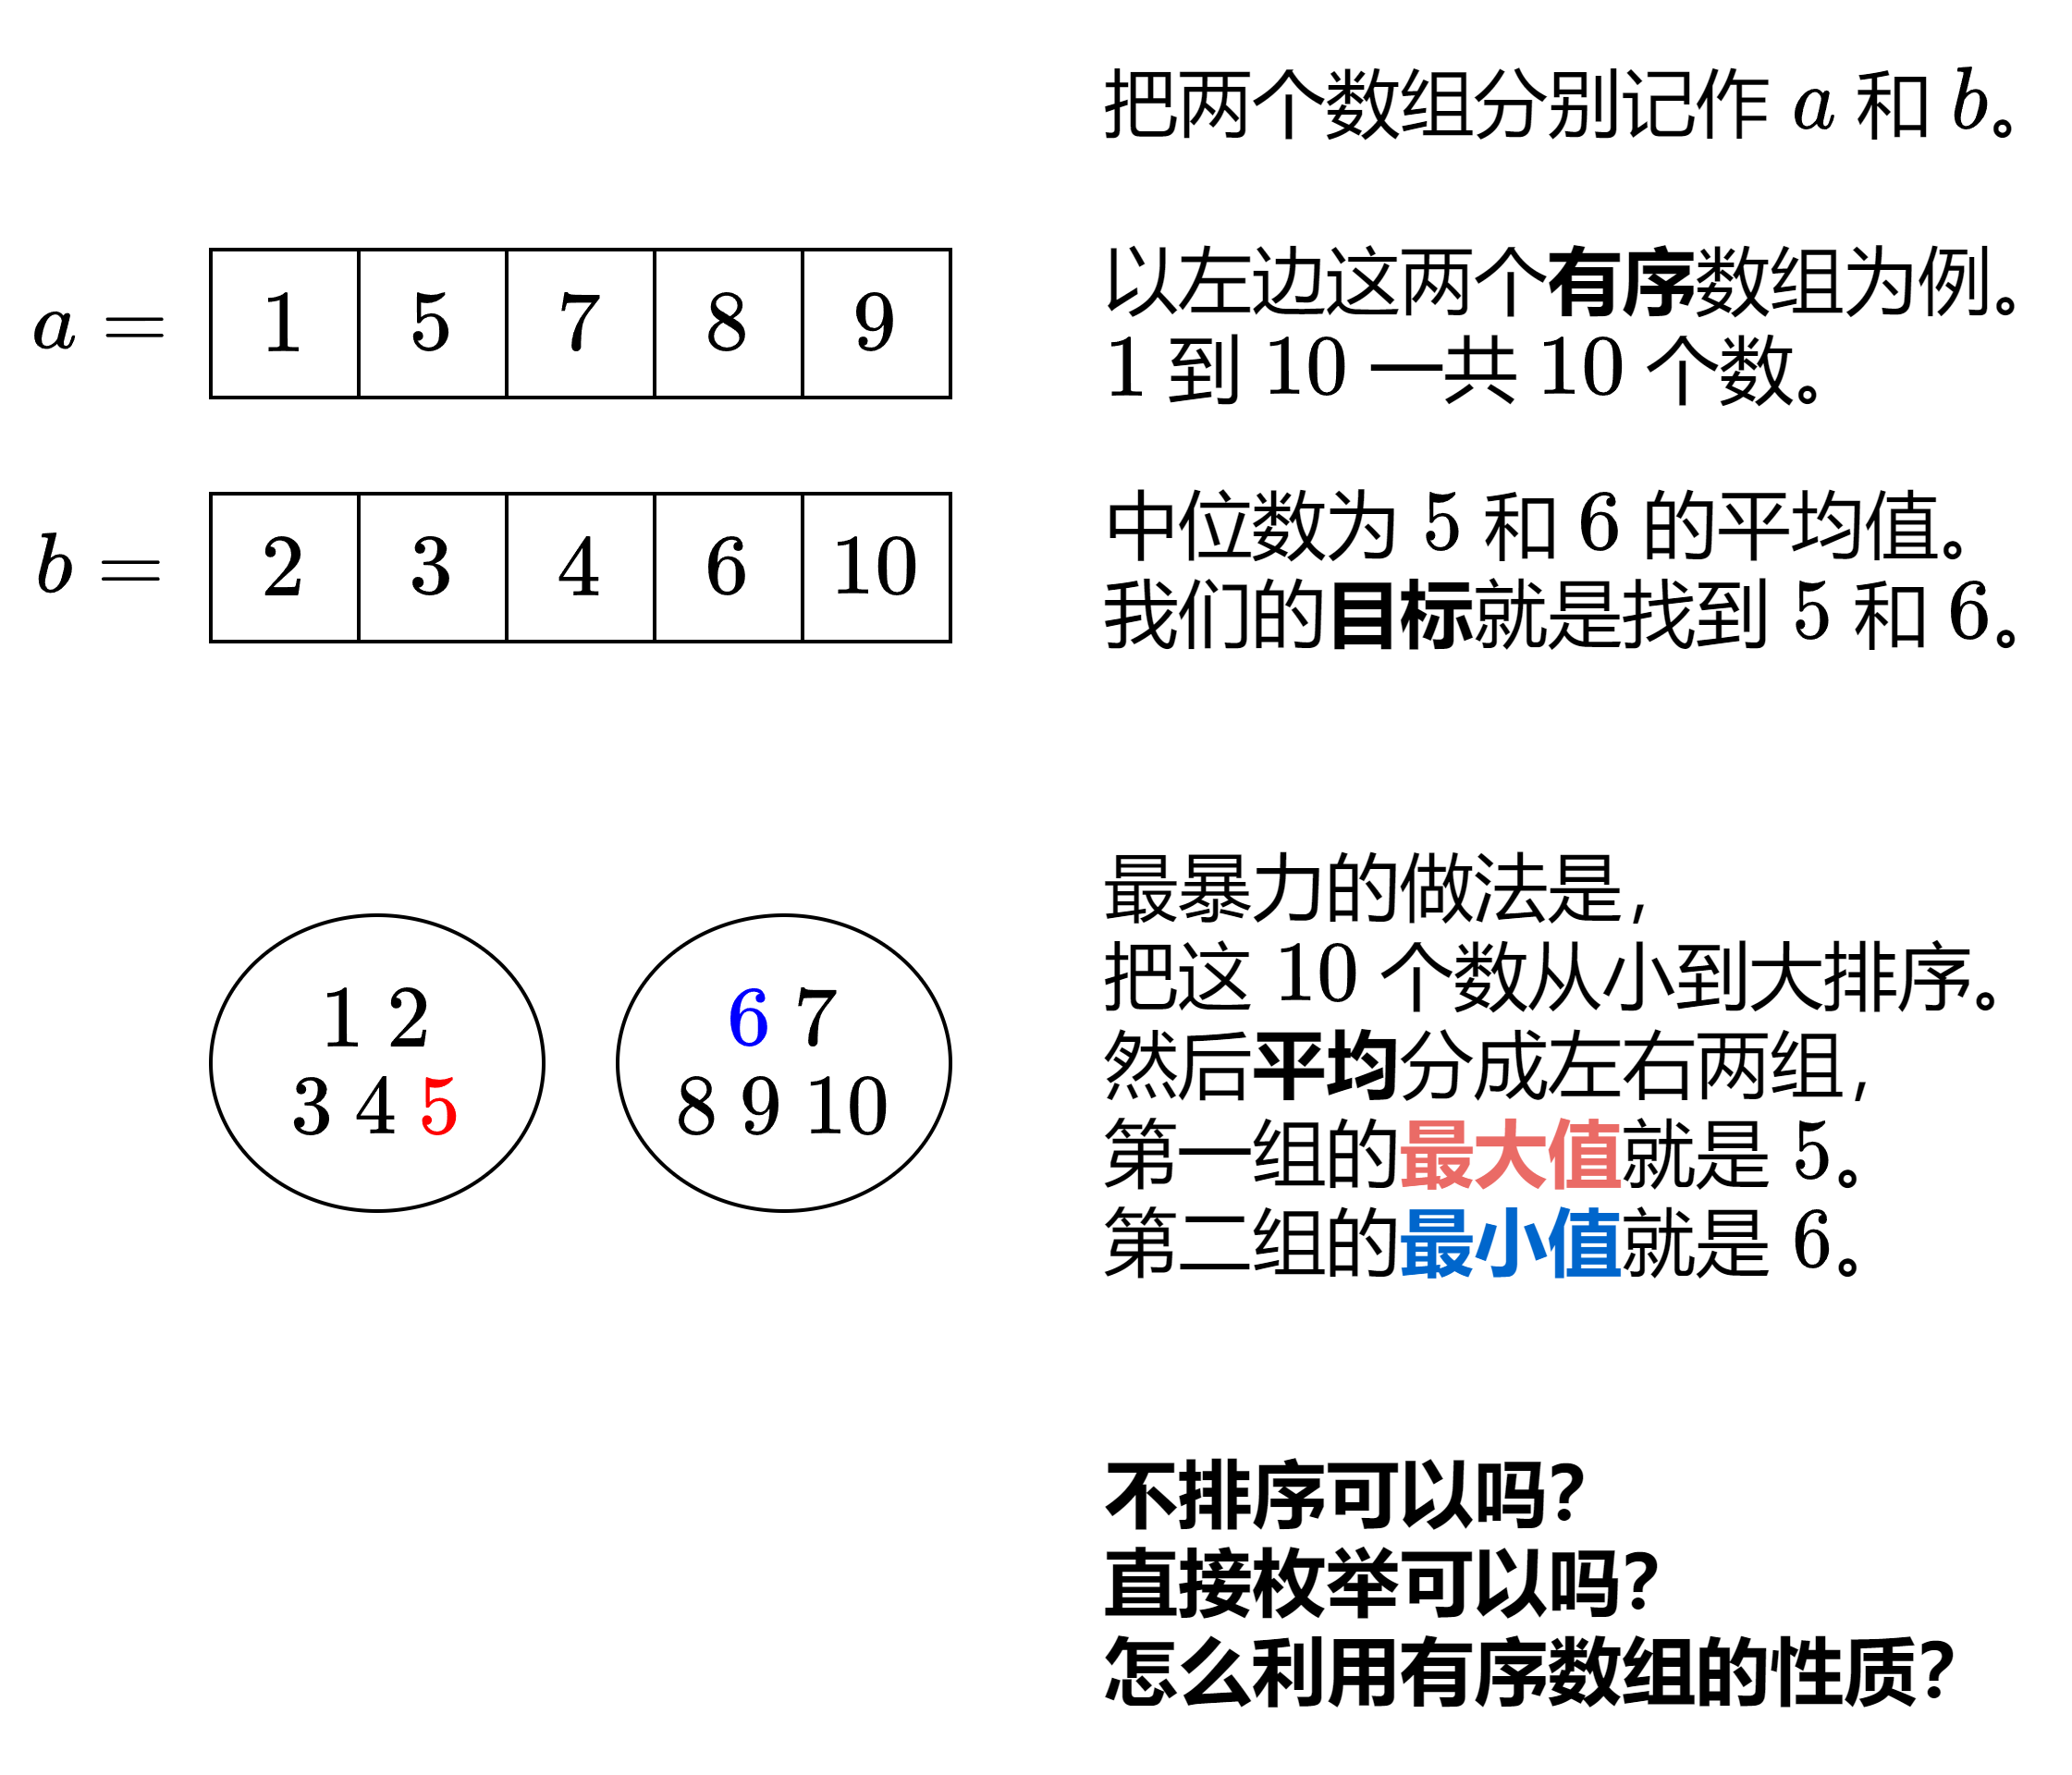 把两个数组分别记作 a 和 b。
以左边这两个有序数组为例。
1 到 10 一共 10 个数。
a = 1 5 7 8 9
b = 2 3 4 6 10
中位数为 5 和 6 的平均值。
我们的目标就是找到 5 和 6。
1 2
3 4 5
6 7
8 9 10
最暴力的做法是,
把这 10 个数从小到大排序。
然后平均分成左右两组,
第一组的最大值就是 5。
第二组的最小值就是 6。
不排序可以吗?
直接枚举可以吗?
怎么利用有序数组的性质?